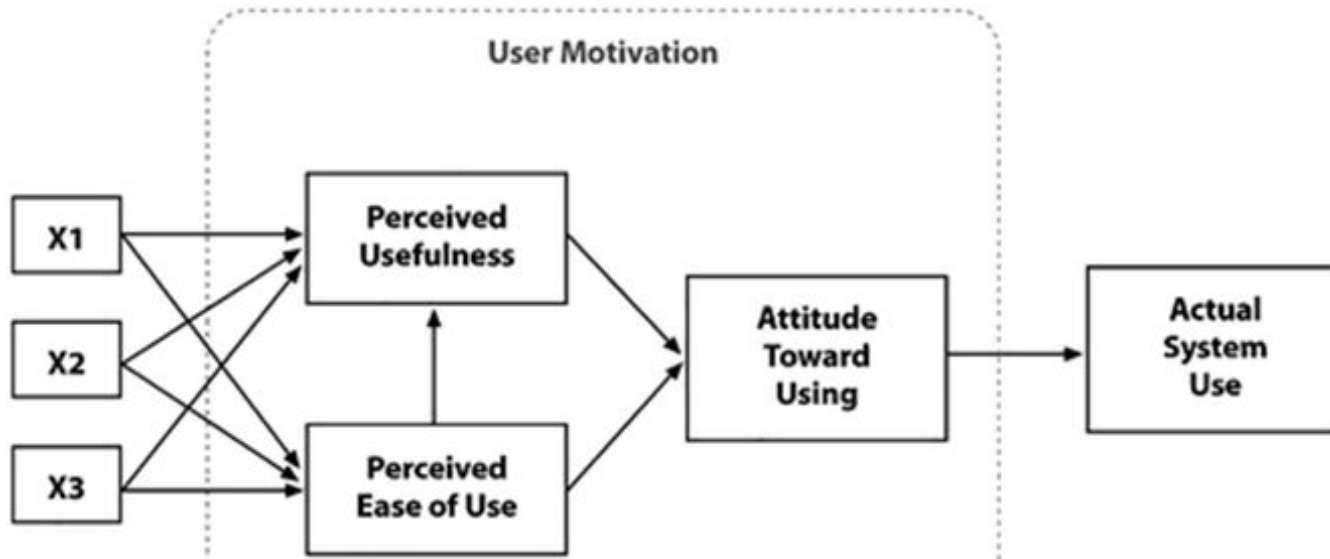 User Motivation
X1
X2
X3
Perceived
Usefulness
Perceived
Ease of Use
Attitude
Toward
Using
Actual
System
Use